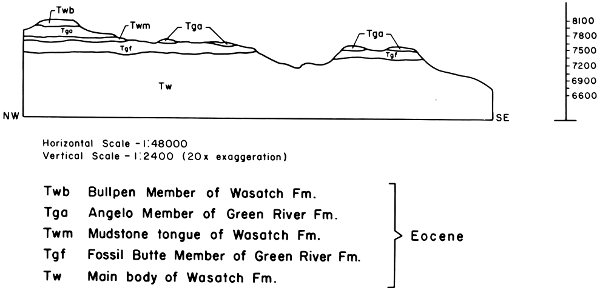 Twb
8100
Tga
Twm
Tga
Tga
7800
Tgf
Tgf
7500
7200
6900
Tw
6600
NW
SE
Horizontal Scale - 1:48000
Vertical Scale - 1:2400 (20x exaggeration)
Twb Bullpen Member of Wasatch Fm.
Tga Angelo Member of Green River Fm.
Twm Mudstone tongue of Wasatch Fm.
Eocene
Tgf Fossil Butte Member of Green River Fm.
Tw Main body of Wasatch Fm.